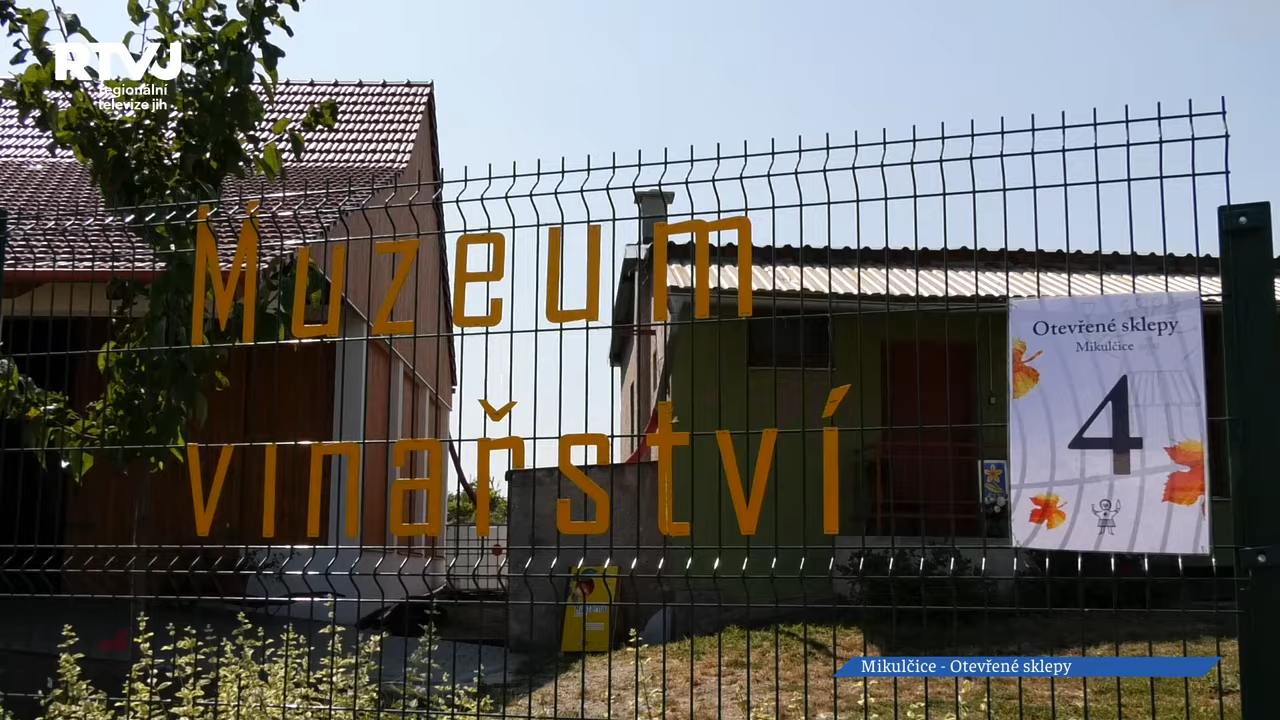 RTVJ
regionální
televize jih
Muzeum
vinařství
Otevřené sklepy
Mikulčice
4
Mikulčice - Otevřené sklepy